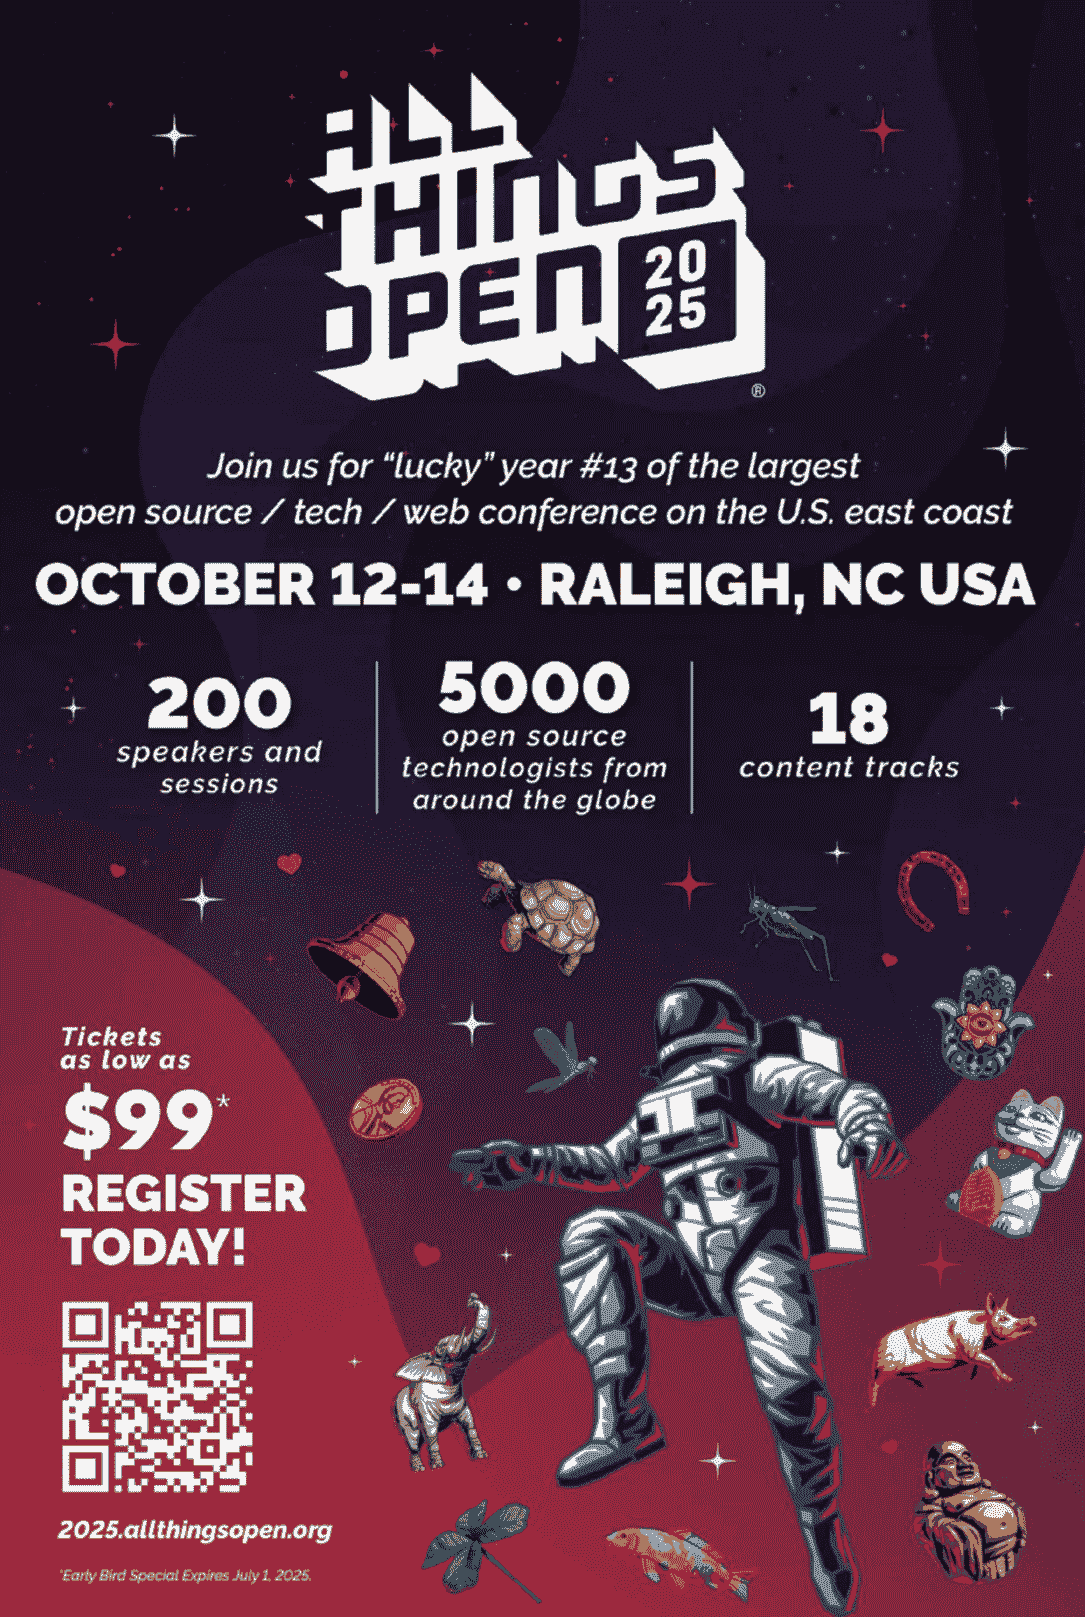 ALL
THINGS
OPEN 20
25
®
Join us for “lucky” year #13 of the largest
open source / tech / web conference on the U.S. east coast
OCTOBER 12-14 • RALEIGH, NC USA
200
speakers and
sessions
5000
open source
technologists from
around the globe
18
content tracks
Tickets
as low as
$99*
REGISTER
TODAY!
2025.allthingsopen.org
*Early Bird Special Expires July 1, 2025.